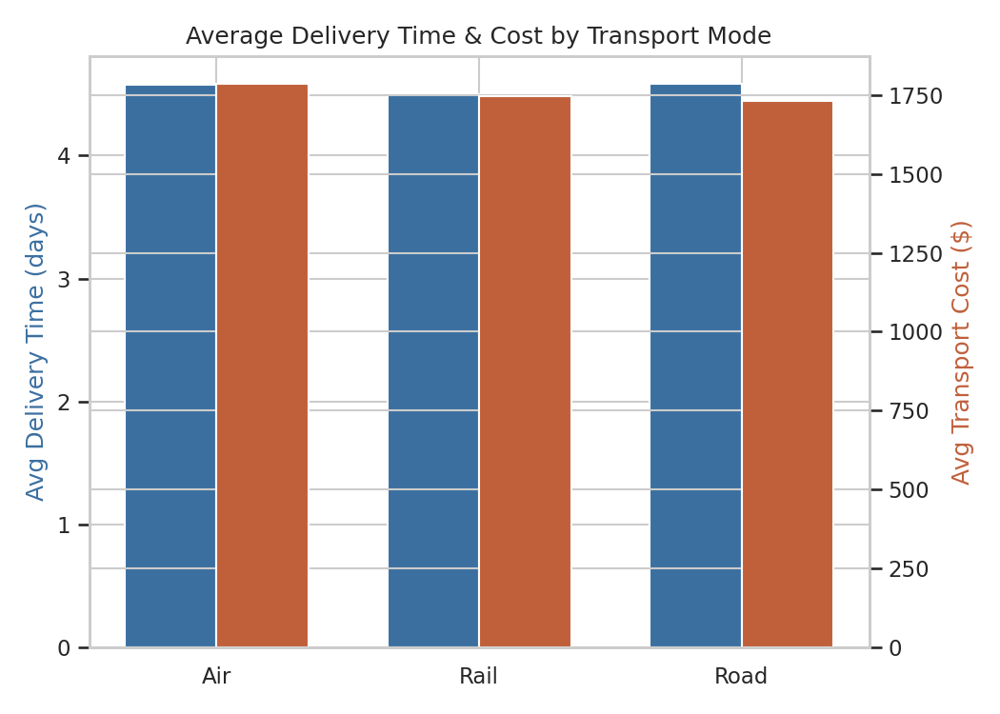 Average Delivery Time & Cost by Transport Mode
Avg Delivery Time (days)
4
3
2
1
0
1750
1500
1250
1000
750
500
250
0
Avg Transport Cost ($)
Air
Rail
Road